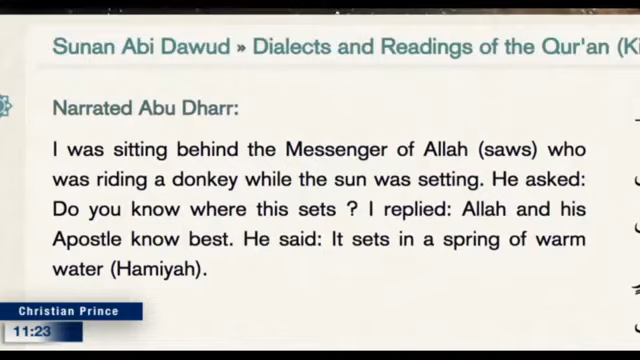 Sunan Abi Dawud » Dialects and Readings of the Qur'an (Ki
Narrated Abu Dharr:
I was sitting behind the Messenger of Allah (saws) who
was riding a donkey while the sun was setting. He asked:
Do you know where this sets ? I replied: Allah and his
Apostle know best. He said: It sets in a spring of warm
water (Hamiyah).
Christian Prince
11:23